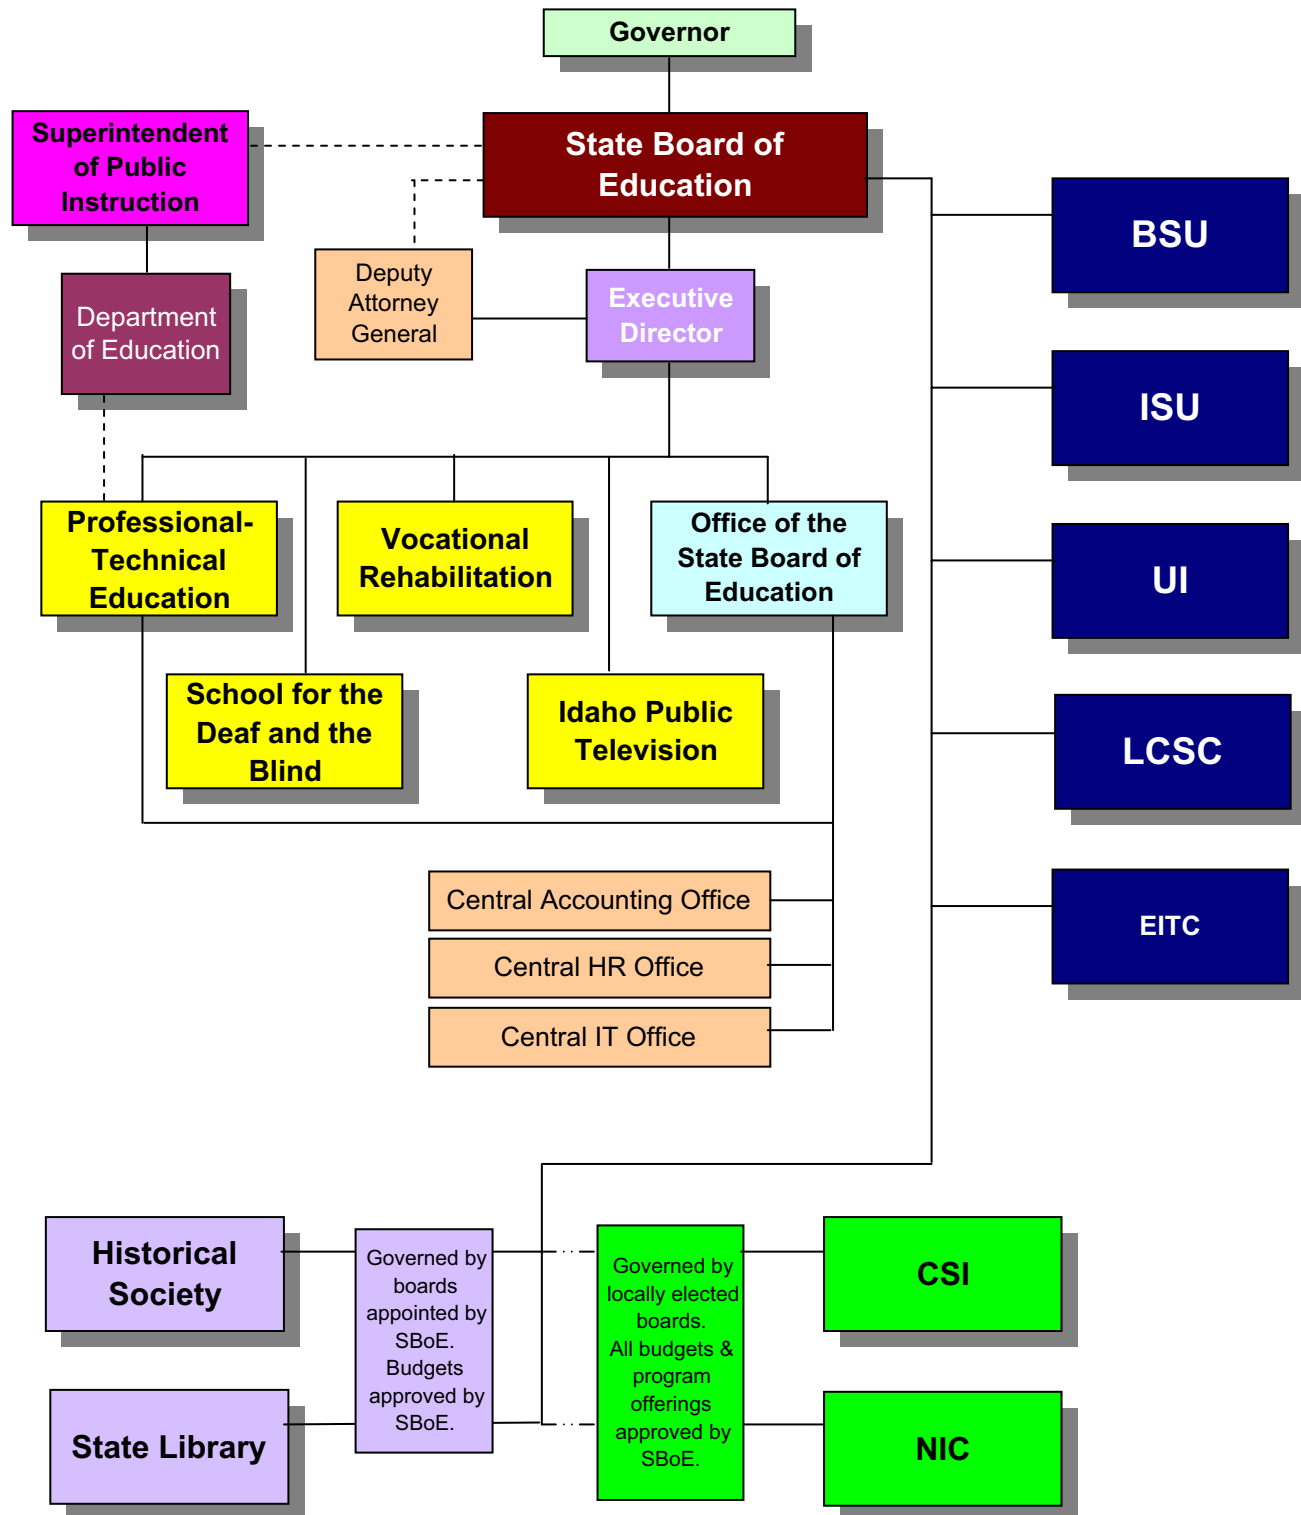 Governor
Superintendent
of Public
Instruction
State Board of
Education
BSU
Deputy
Attorney
General
Executive
Director
Department
of Education
ISU
Professional-
Technical
Education
Vocational
Rehabilitation
Office of the
State Board of
Education
UI
School for the
Deaf and the
Blind
Idaho Public
Television
LCSC
Central Accounting Office
Central HR Office
Central IT Office
EITC
Historical
Society
Governed by
boards
appointed by
SBoE.
Budgets
approved by
SBoE.
Governed by
locally elected
boards.
All budgets &
program
offerings
approved by
SBoE.
CSI
State Library
NIC